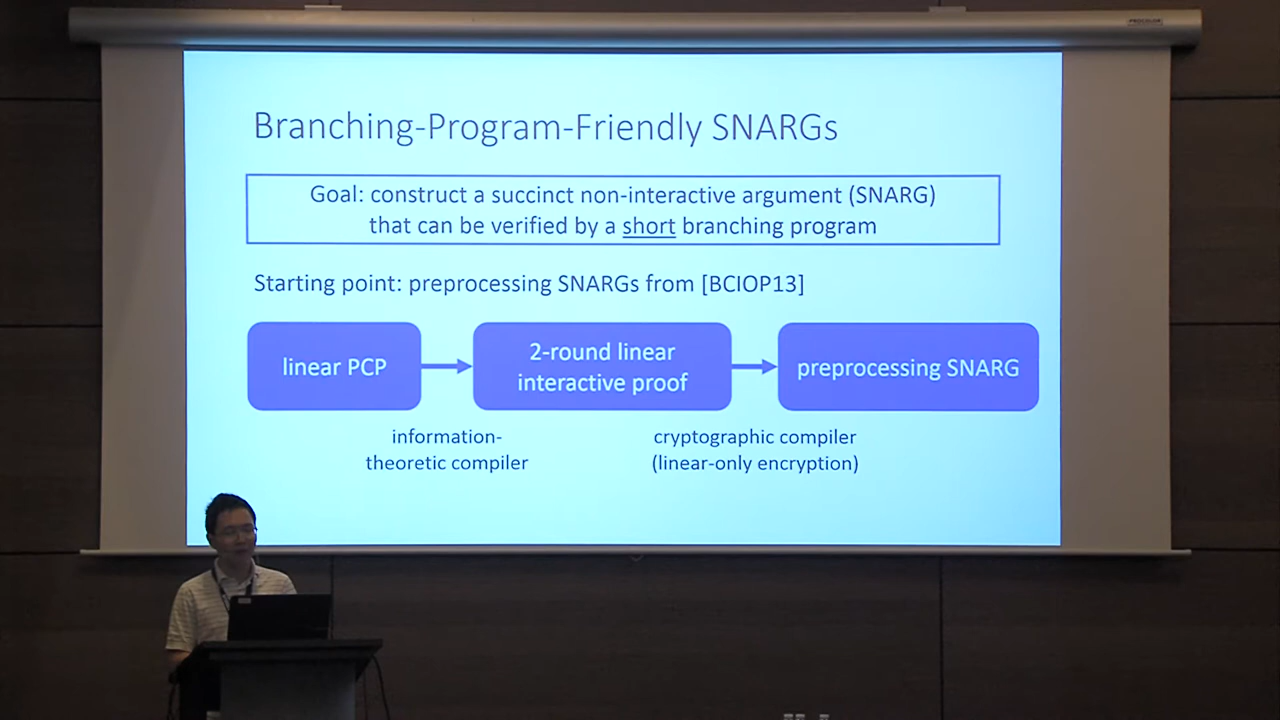 Branching-Program-Friendly SNARGs
Goal: construct a succinct non-interactive argument (SNARG)
that can be verified by a short branching program
Starting point: preprocessing SNARGs from [BCIOP13]
linear PCP
2-round linear
interactive proof
preprocessing SNARG
information-
theoretic compiler
cryptographic compiler
(linear-only encryption)